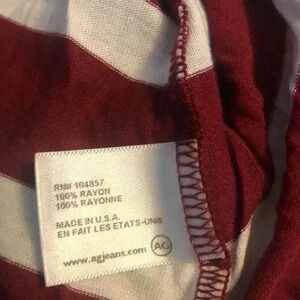 RN# 104857
100% RAYON
100% RAYONNE
MADE IN U.S.A.
EN FAIT LES ETATS-UNIS
www.agjeans.com AG